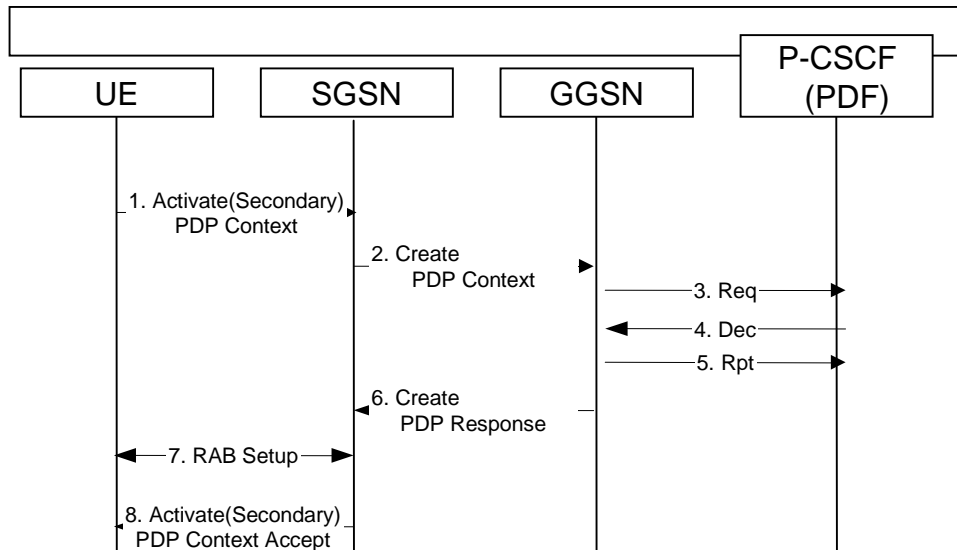 P-CSCF
(PDF)
UE
SGSN
GGSN
1. Activate(Secondary)
PDP Context
2. Create
PDP Context
3. Req
4. Dec
5. Rpt
6. Create
PDP Response
7. RAB Setup
8. Activate(Secondary)
PDP Context Accept